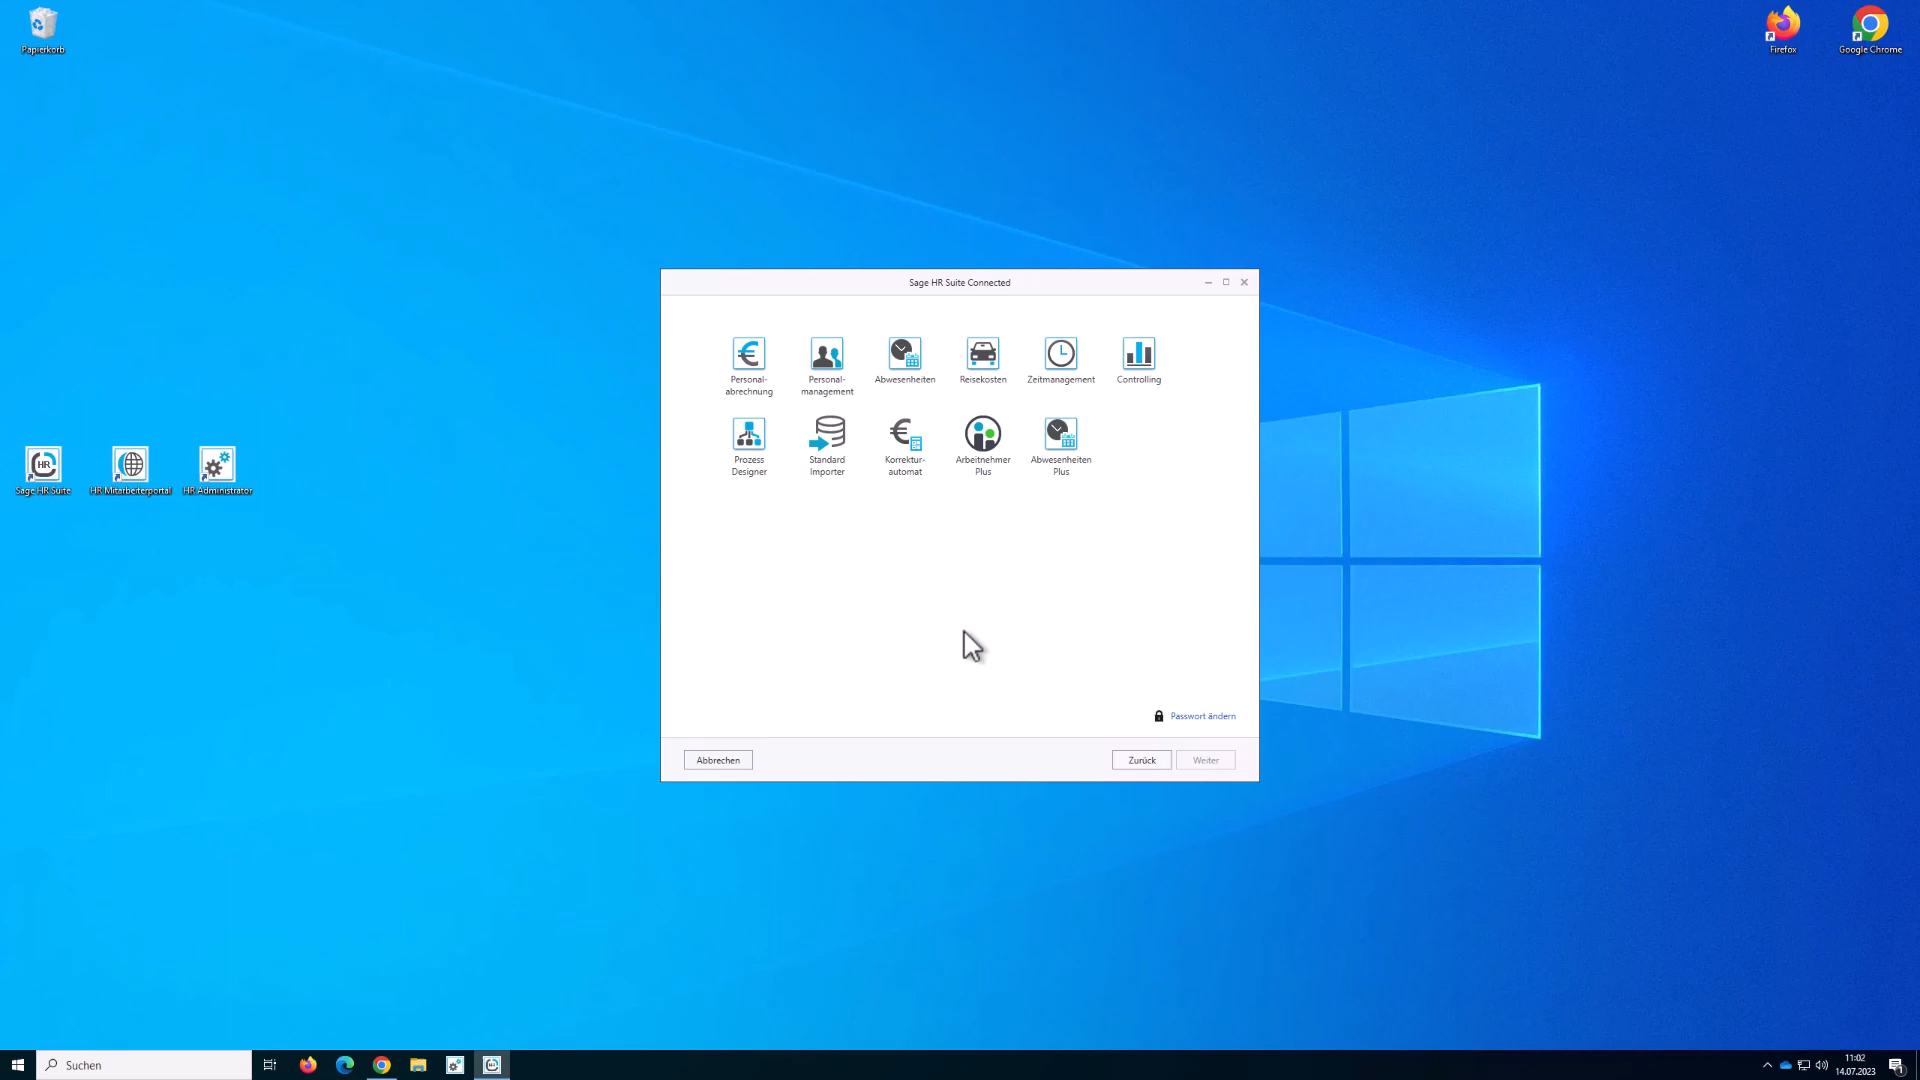 Papierkorb
Firefox
Google Chrome
Sage HR Suite Connected
Personal-
abrechnung
Personal-
management
Abwesenheiten
Reisekosten
Zeitmanagement
Controlling
Prozess
Designer
Standard
Importer
Korrektur-
automat
Arbeitnehmer
Plus
Abwesenheiten
Plus
HR
Sage HR Suite
HR Mitarbeiterportal
HR Administrator
Passwort ändern
Abbrechen
Zurück
Weiter
Suchen
11:02
14.07.2023
1